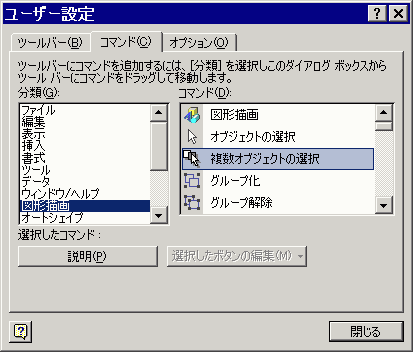 ユーザー設定
ツールバー(B) コマンド(C) オプション(O)
ツールバーにコマンドを追加するには、[分類] を選択しこのダイアログ ボックスから
ツール バーにコマンドをドラッグして移動します。
分類(G): コマンド(D):
ファイル
編集
表示
挿入
書式
ツール
データ
ウィンドウ/ヘルプ
図形描画
オートシェイプ
図形描画
オブジェクトの選択
複数オブジェクトの選択
グループ化
グループ解除
選択したコマンド :
説明(P) 選択したボタンの編集(M)
閉じる